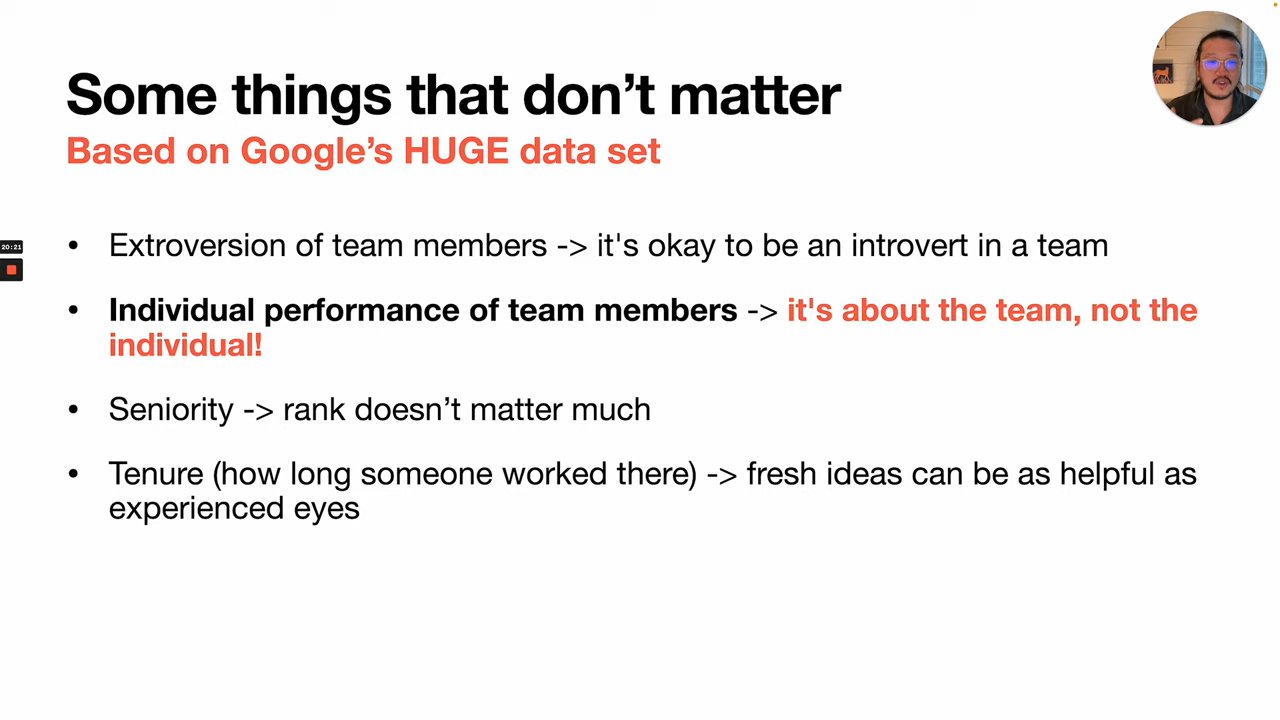 Some things that don’t matter
Based on Google’s HUGE data set
• Extroversion of team members -> it's okay to be an introvert in a team
• Individual performance of team members -> it's about the team, not the
individual!
20:21
• Seniority -> rank doesn’t matter much
• Tenure (how long someone worked there) -> fresh ideas can be as helpful as
experienced eyes